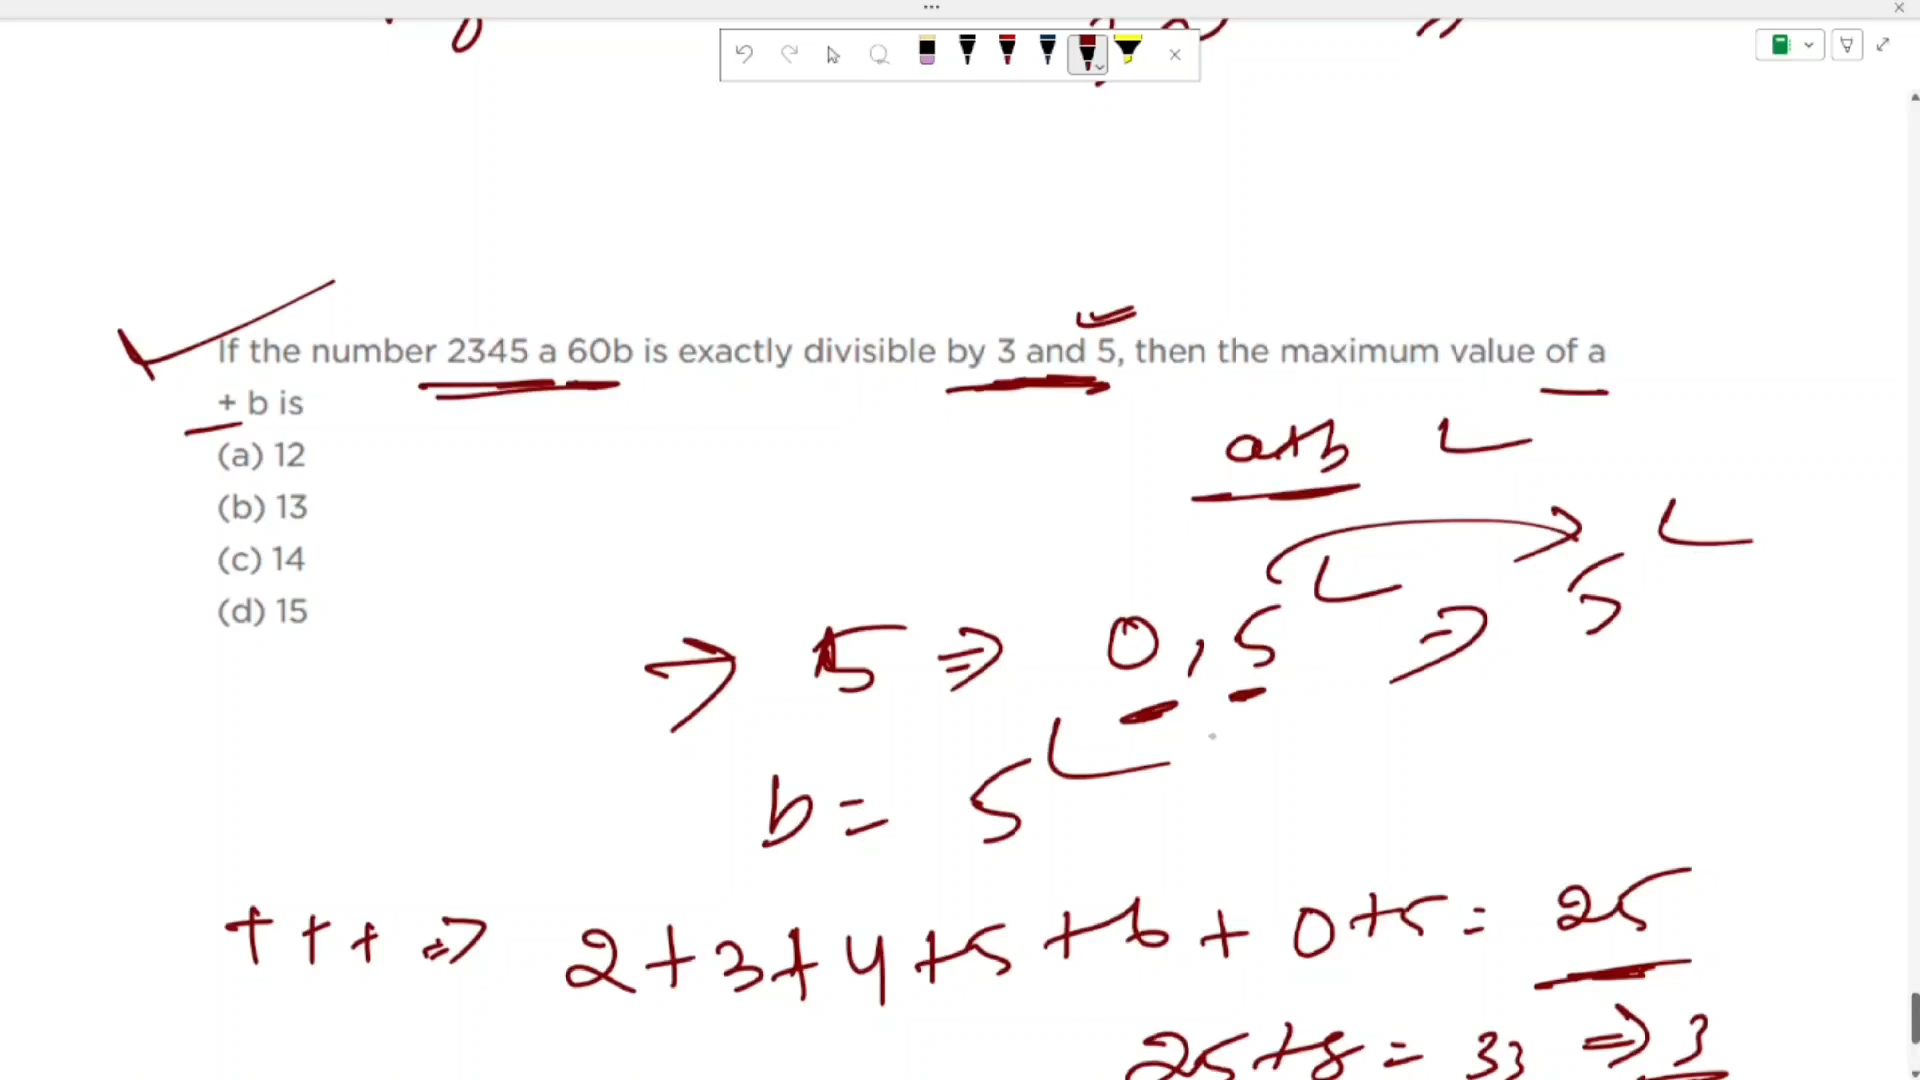 If the number 2345 a 60b is exactly divisible by 3 and 5, then the maximum value of a
+ b is
(a) 12
(b) 13
(c) 14
(d) 15
a+b
5 ⇒ 0, 5 ⇒ 5
b = 5
+ + + ⇒ 2+3+4+5+6+0+5 = 25
25+8 = 33 ⇒ 3